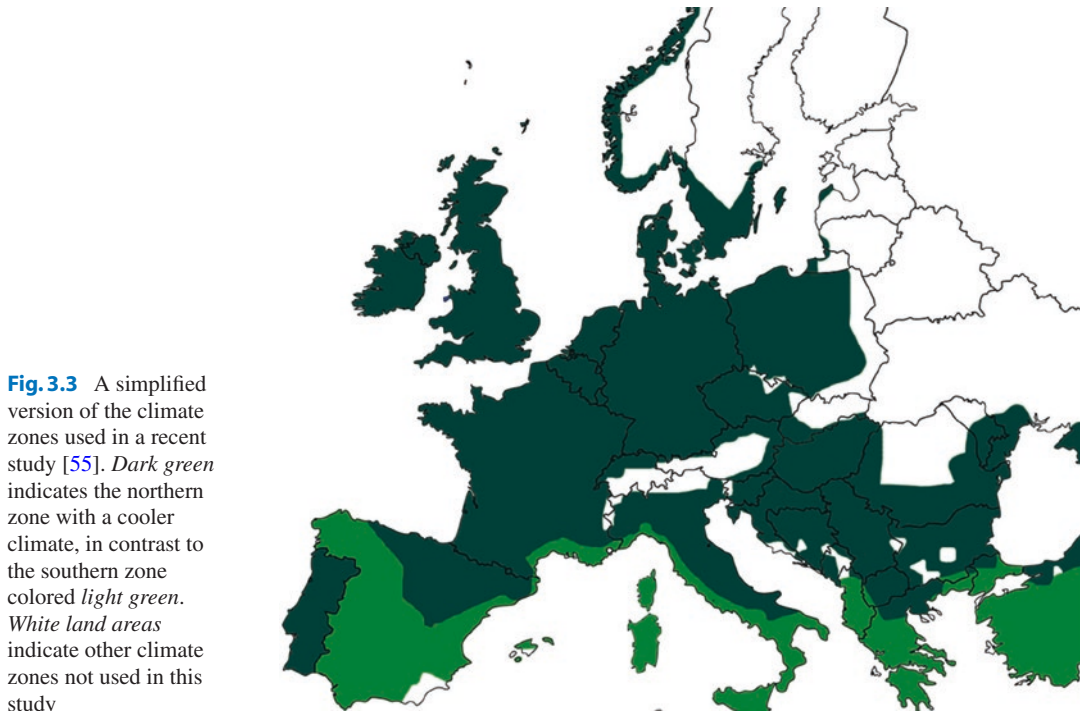 Fig. 3.3 A simplified
version of the climate
zones used in a recent
study [55]. Dark green
indicates the northern
zone with a cooler
climate, in contrast to
the southern zone
colored light green.
White land areas
indicate other climate
zones not used in this
study